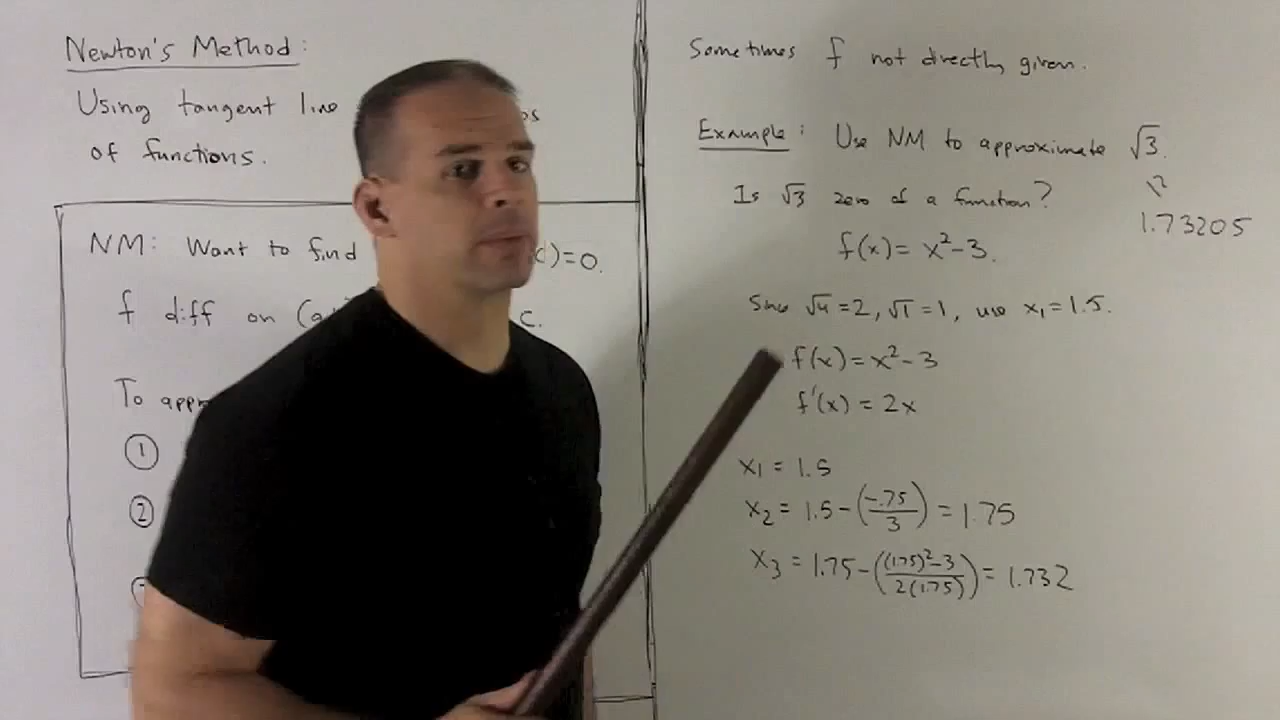 Newton's Method:
Using tangent line
of functions.
NM: Want to find )=0.
f diff on (a, c.
To
①
②
Sometimes f not directly given.
Example: Use NM to approximate √3.
≈
1.73205
Is √3 zero of a function?
f(x) = x²-3.
Since √4 = 2, √1 = 1, use x₁ = 1.5.
f(x) = x² - 3
f'(x) = 2x
x₁ = 1.5
x₂ = 1.5 - (-.75/3) = 1.75
x₃ = 1.75 - ((1.75)²-3/2(1.75)) = 1.732